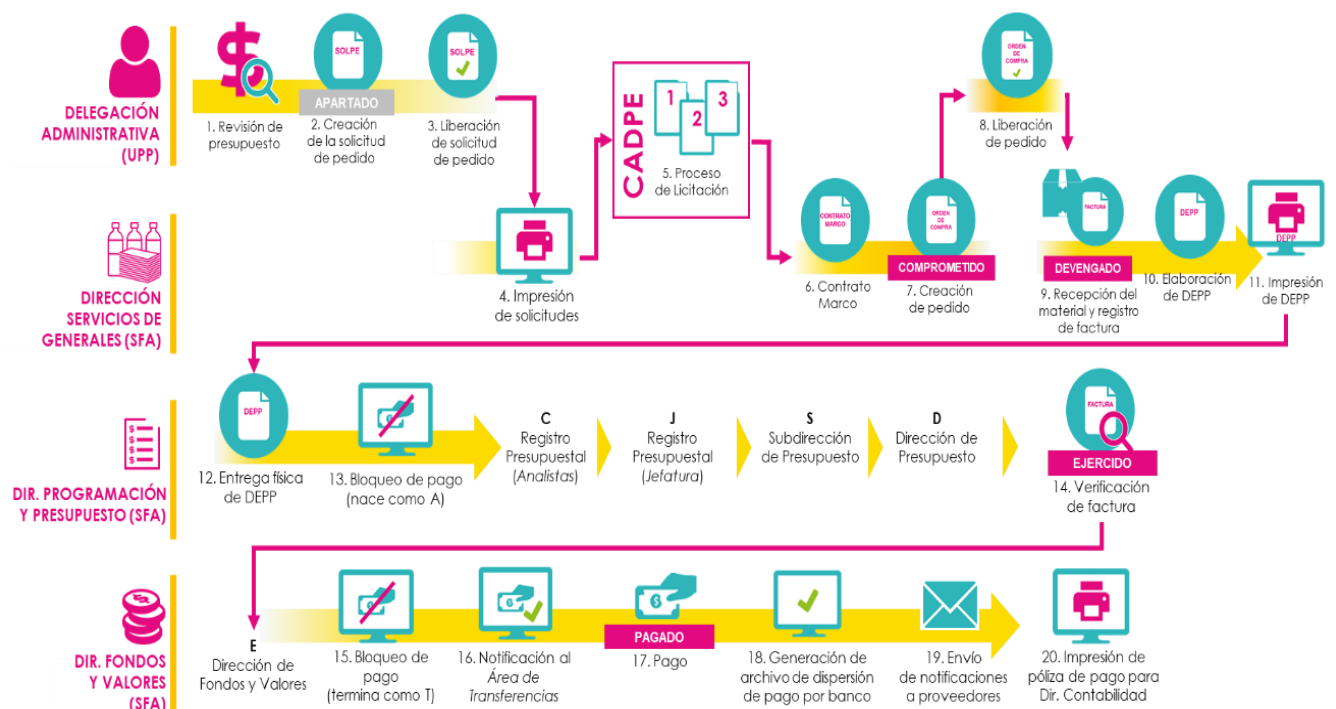 DELEGACIÓN
ADMINISTRATIVA
(UPP)
SOLPE
APARTADO
SOLPE
1. Revisión de
presupuesto
2. Creación
de la solicitud
de pedido
3. Liberación
de solicitud
de pedido
CADPE
1
2
3
5. Proceso
de Licitación
ORDEN
DE
COMPRA
8. Liberación
de pedido
DIRECCIÓN
SERVICIOS DE
GENERALES (SFA)
4. Impresión
de solicitudes
CONTRATO
MARCO
6. Contrato
Marco
ORDEN
DE
COMPRA
COMPROMETIDO
7. Creación
de pedido
FACTURA
DEVENGADO
9. Recepción del
material y registro
de factura
DEPP
10. Elaboración
de DEPP
DEPP
11. Impresión
de DEPP
DIR. PROGRAMACIÓN
Y PRESUPUESTO (SFA)
DEPP
12. Entrega física
de DEPP
13. Bloqueo de pago
(nace como A)
C
Registro
Presupuestal
(Analistas)
J
Registro
Presupuestal
(Jefatura)
S
Subdirección
de Presupuesto
D
Dirección de
Presupuesto
FACTURA
EJERCIDO
14. Verificación
de factura
DIR. FONDOS
Y VALORES
(SFA)
E
Dirección de
Fondos y Valores
15. Bloqueo de
pago
(termina como T)
16. Notificación al
Área de
Transferencias
PAGADO
17. Pago
18. Generación de
archivo de dispersión
de pago por banco
19. Envío
de notificaciones
a proveedores
20. Impresión de
póliza de pago para
Dir. Contabilidad